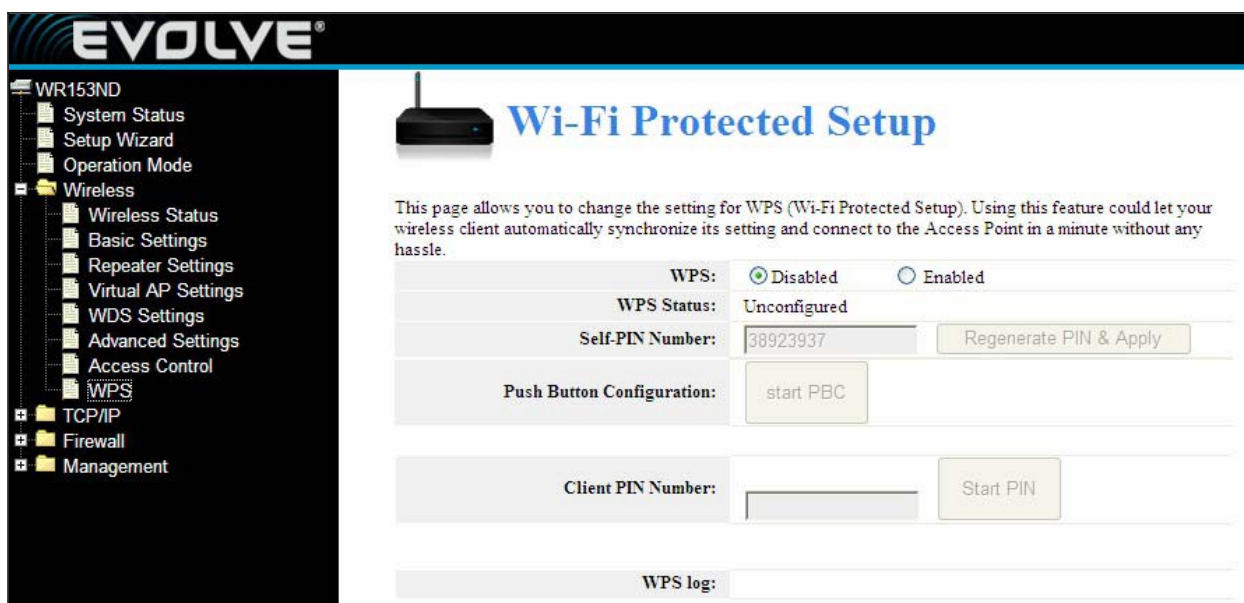 EVOLVE®
WR153ND
System Status
Setup Wizard
Operation Mode
Wireless
Wireless Status
Basic Settings
Repeater Settings
Virtual AP Settings
WDS Settings
Advanced Settings
Access Control
WPS
TCP/IP
Firewall
Management
Wi-Fi Protected Setup
This page allows you to change the setting for WPS (Wi-Fi Protected Setup). Using this feature could let your
wireless client automatically synchronize its setting and connect to the Access Point in a minute without any
hassle.
WPS: Disabled Enabled
WPS Status: Unconfigured
Self-PIN Number: 38923937 Regenerate PIN & Apply
Push Button Configuration: start PBC
Client PIN Number: Start PIN
WPS log: